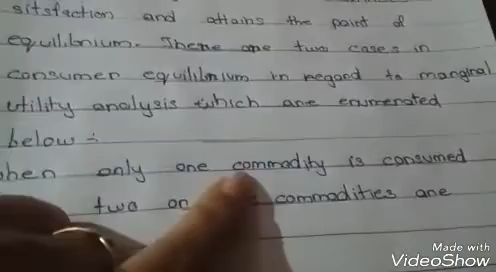 sitsfaction and attains the point of
equilibrium. There are two cases in
consumer equilibrium in regard to marginal
utility analysis which are enumerated
below :-
when only one commodity is consumed
two or commodities are
Made with
VideoShow